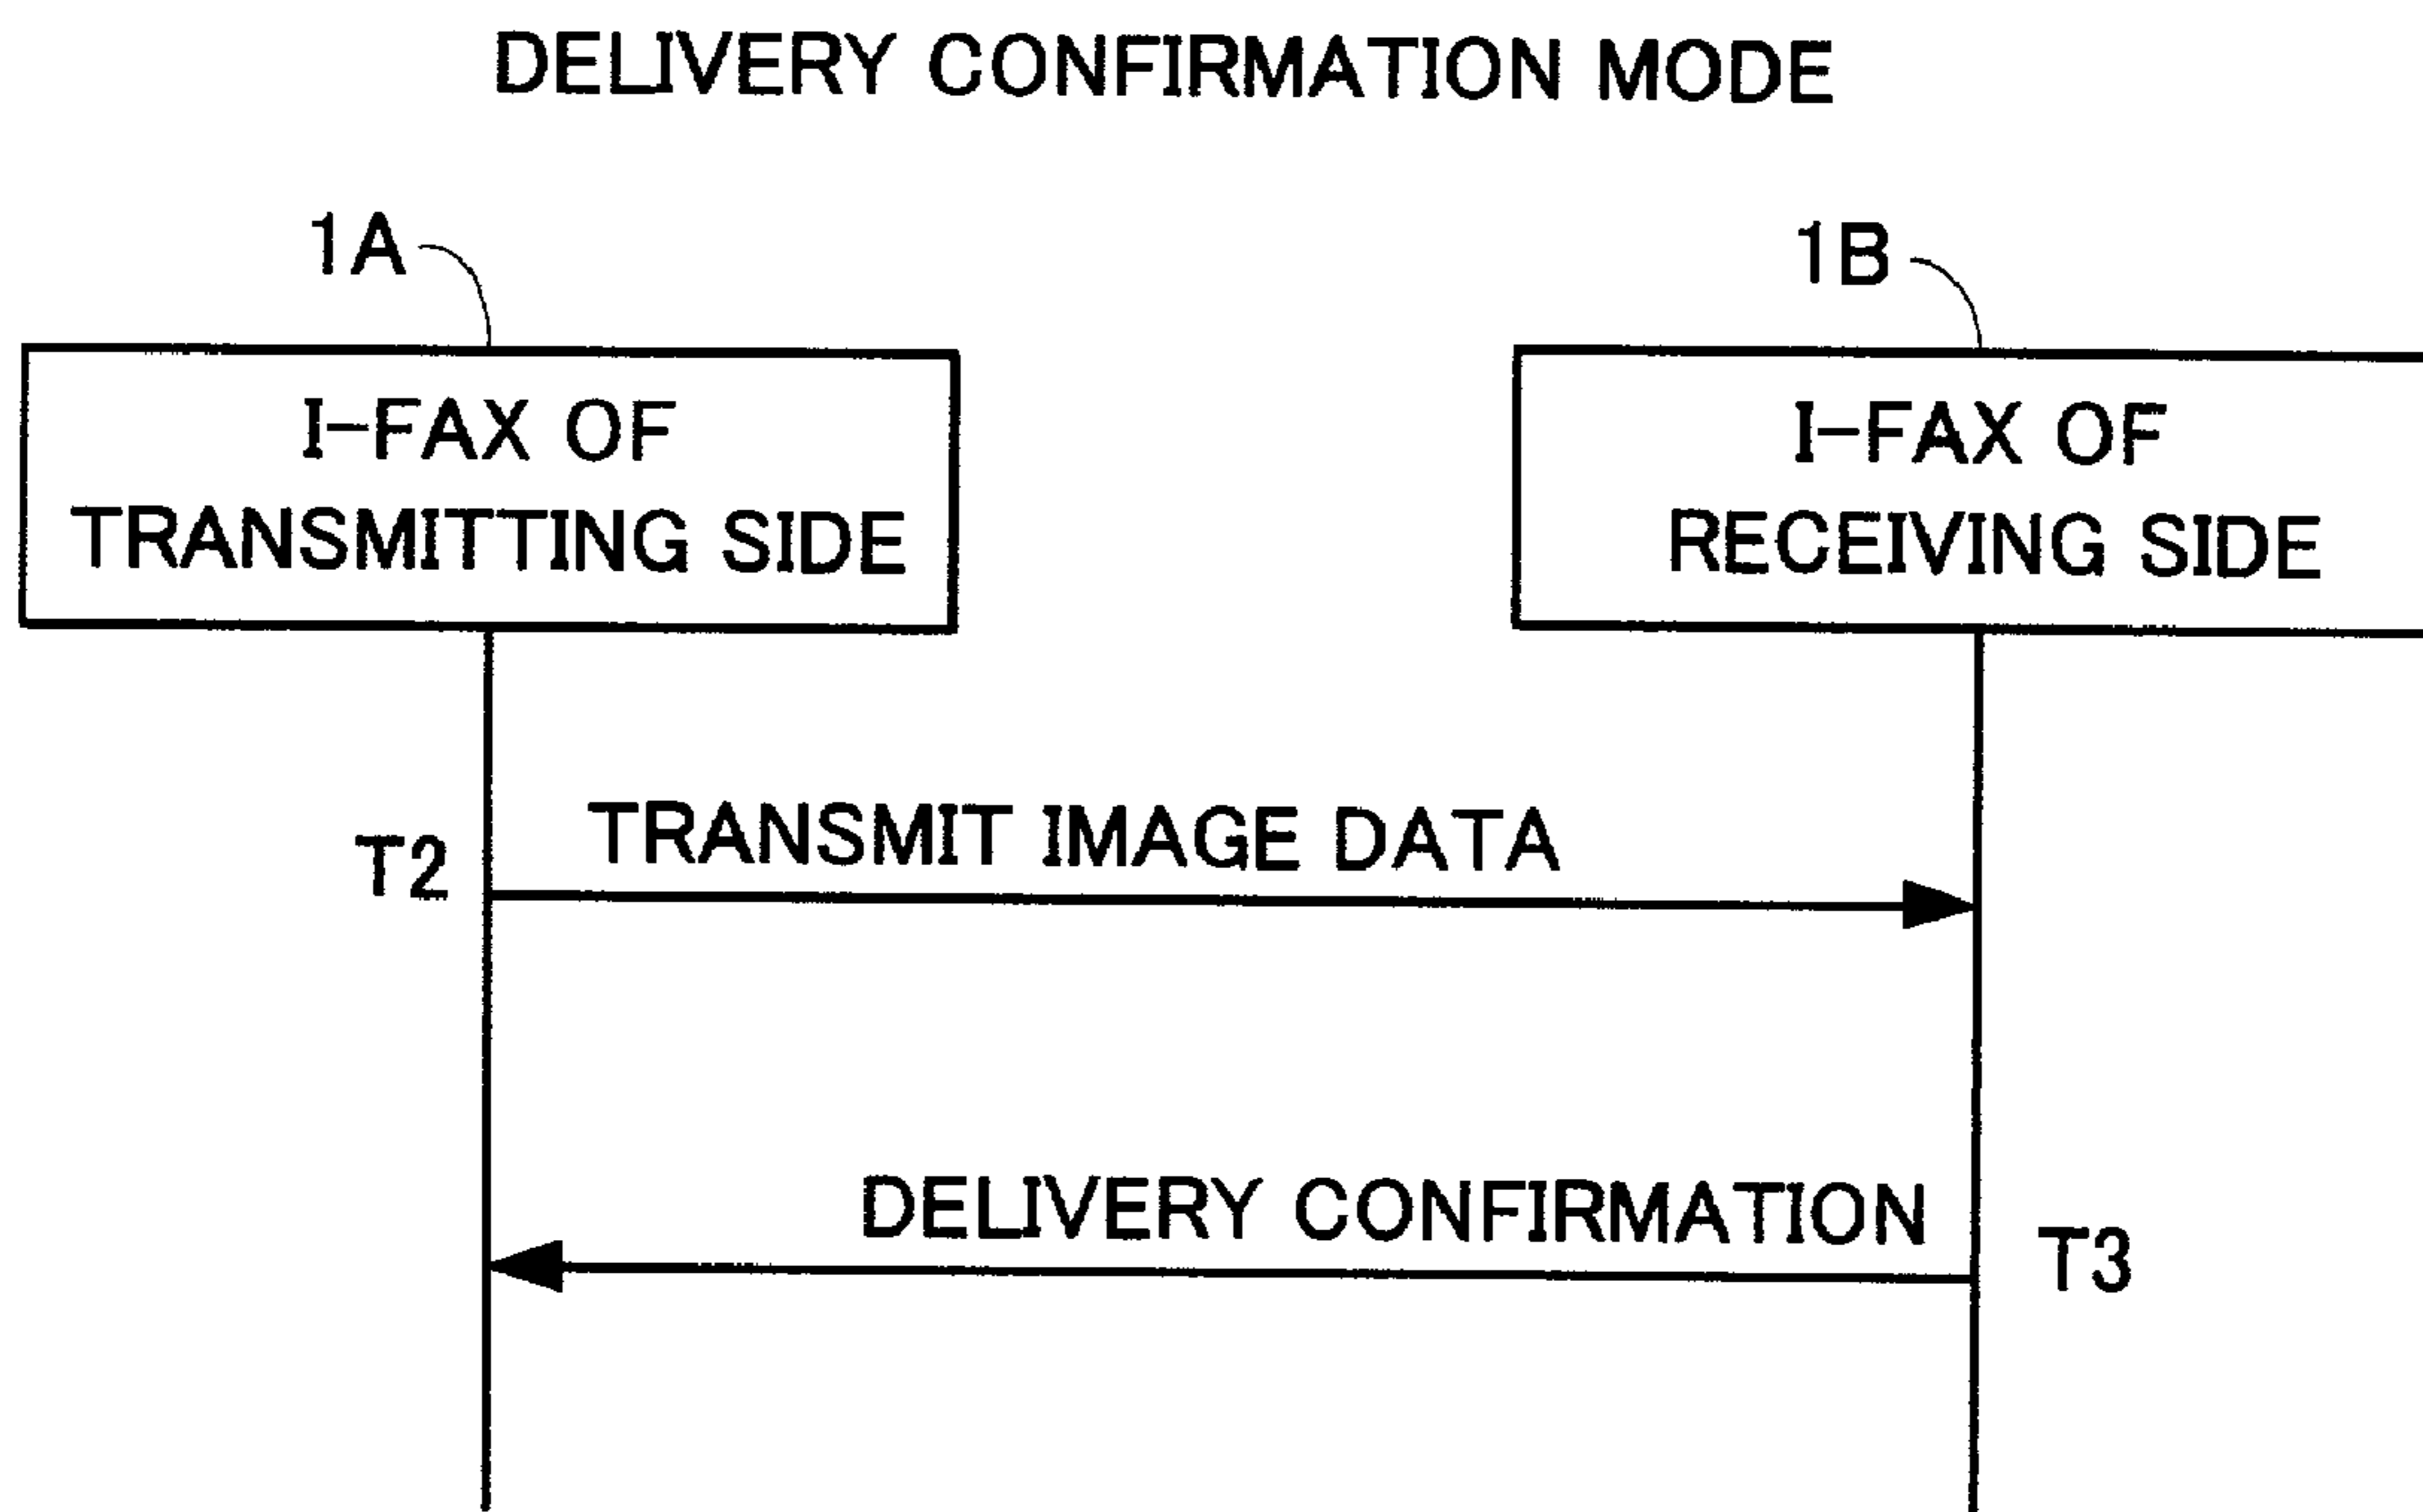 DELIVERY CONFIRMATION MODE
1A
1B
I-FAX OF
TRANSMITTING SIDE
I-FAX OF
RECEIVING SIDE
T2
TRANSMIT IMAGE DATA
DELIVERY CONFIRMATION
T3